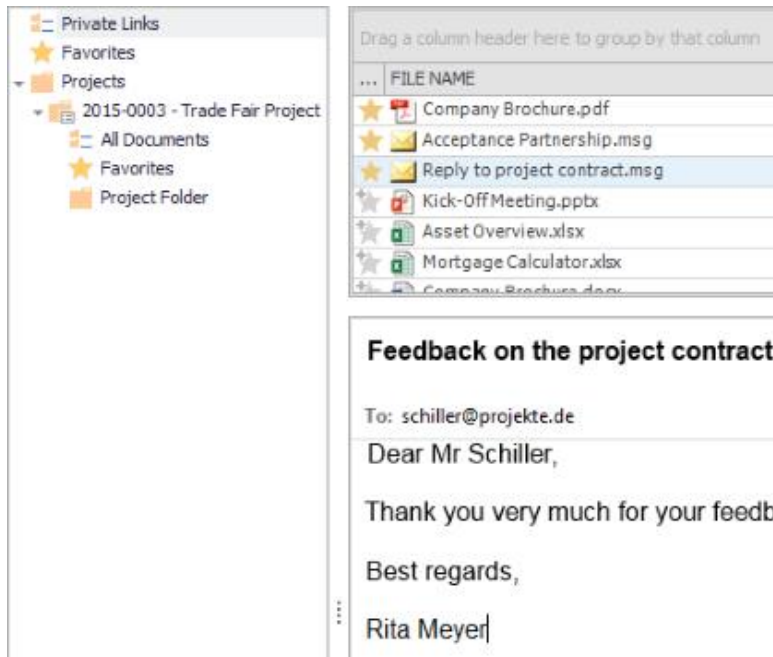 Private Links
Favorites
Projects
2015-0003 - Trade Fair Project
All Documents
Favorites
Project Folder
Drag a column header here to group by that column
... FILE NAME
Company Brochure.pdf
Acceptance Partnership.msg
Reply to project contract.msg
Kick-Off Meeting.pptx
Asset Overview.xlsx
Mortgage Calculator.xlsx
Company Brochure.docx
Feedback on the project contract
To: schiller@projekte.de
Dear Mr Schiller,
Thank you very much for your feedb
Best regards,
Rita Meyer